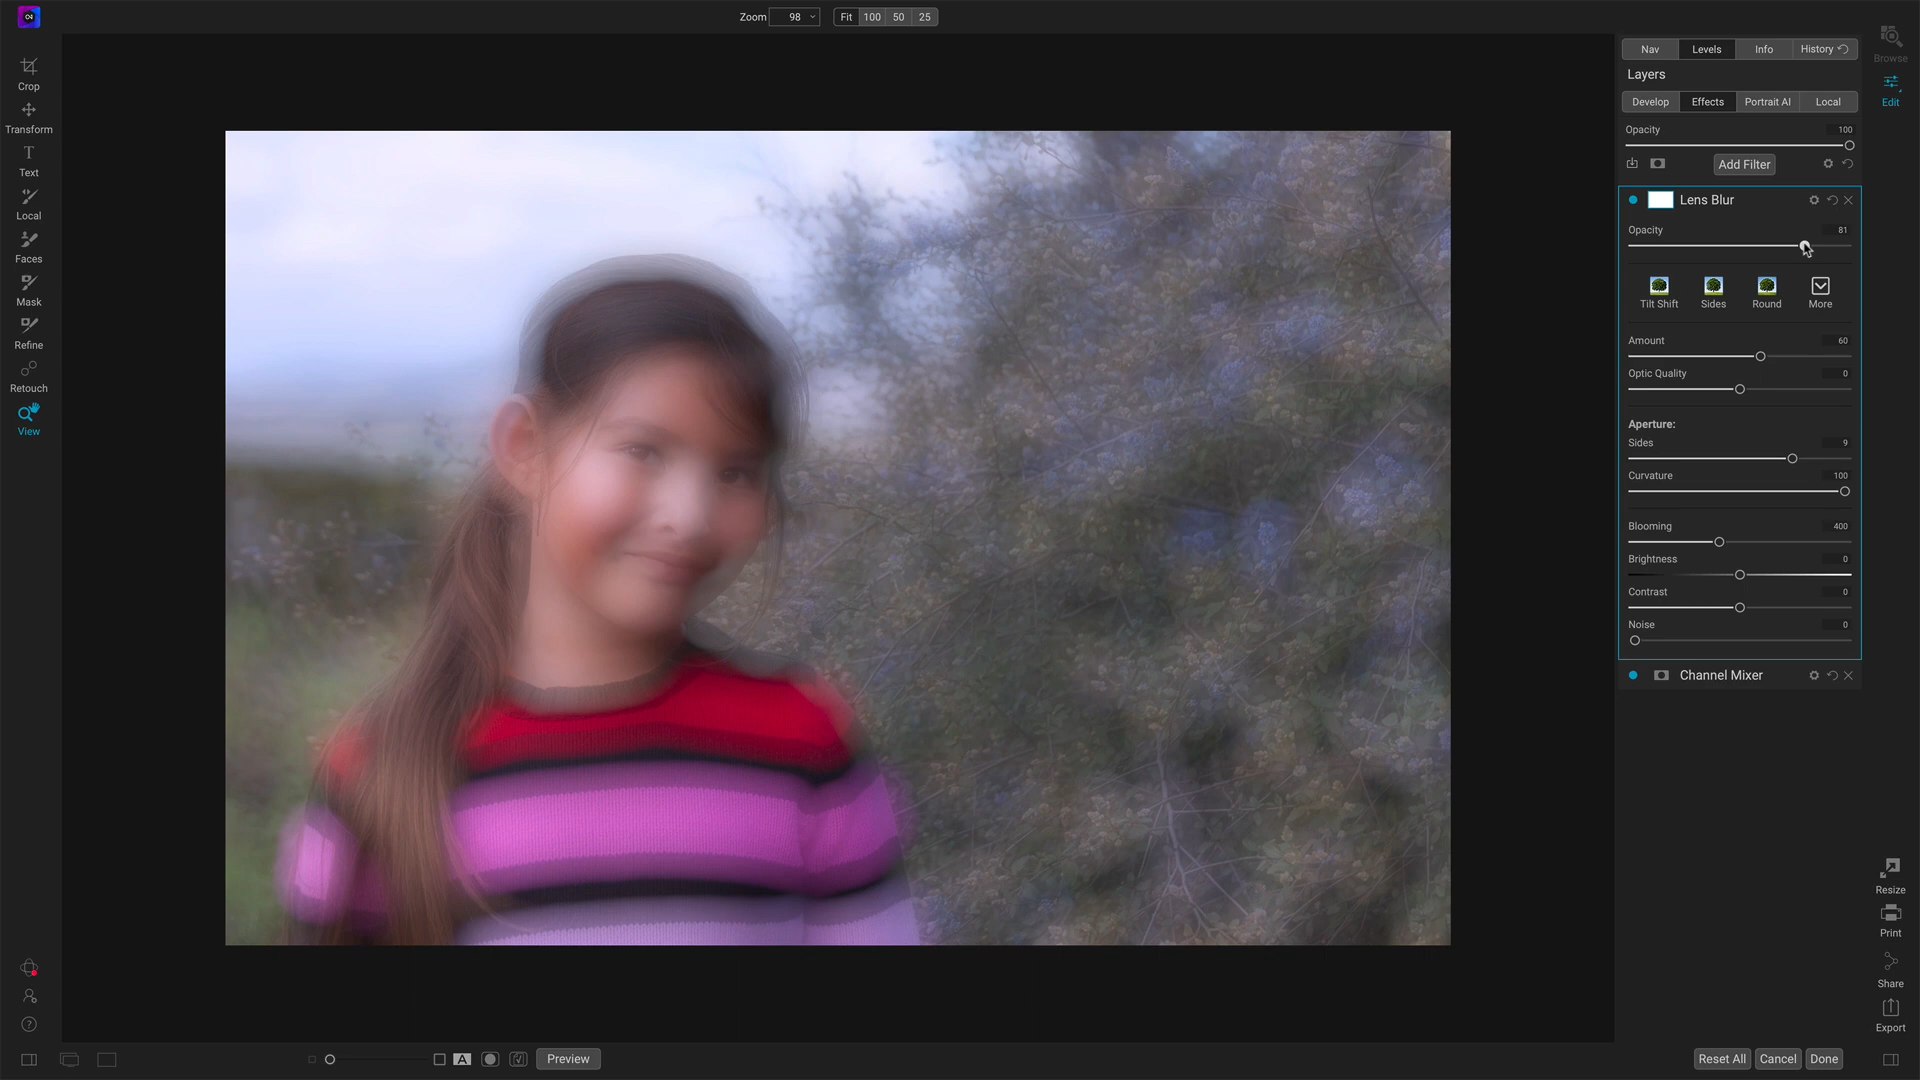 Zoom 98 Fit 100 50 25
Crop
Transform
Text
Local
Faces
Mask
Refine
Retouch
View
Nav Levels Info History
Layers
Develop Effects Portrait AI Local
Opacity 100
Add Filter
Lens Blur
Opacity 81
Tilt Shift Sides Round More
Amount 60
Optic Quality 0
Aperture:
Sides 9
Curvature 100
Blooming 400
Brightness 0
Contrast 0
Noise 0
Channel Mixer
Browse
Edit
Resize
Print
Share
Export
A Preview
Reset All Cancel Done